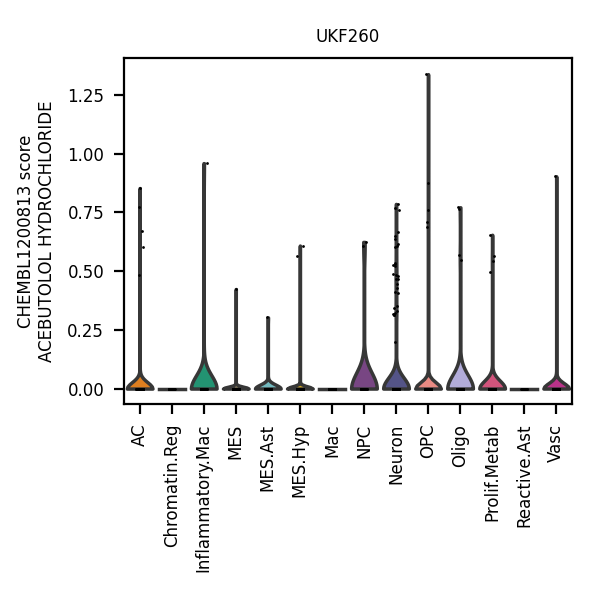 UKF260
CHEMBL1200813 score
ACEBUTOLOL HYDROCHLORIDE
1.25
1.00
0.75
0.50
0.25
0.00
AC
Chromatin.Reg
Inflammatory.Mac
MES
MES.Ast
MES.Hyp
Mac
NPC
Neuron
OPC
Oligo
Prolif.Metab
Reactive.Ast
Vasc